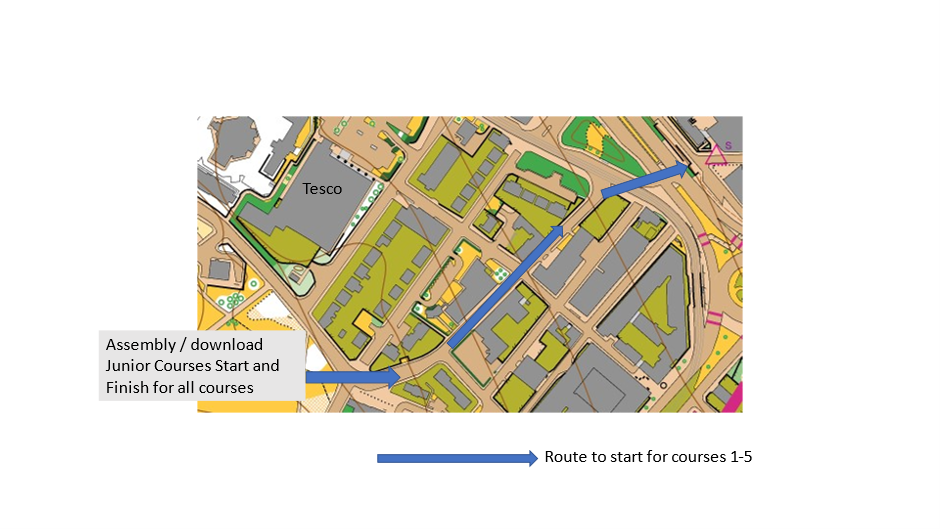 Tesco
S
Assembly / download
Junior Courses Start and
Finish for all courses
Route to start for courses 1-5